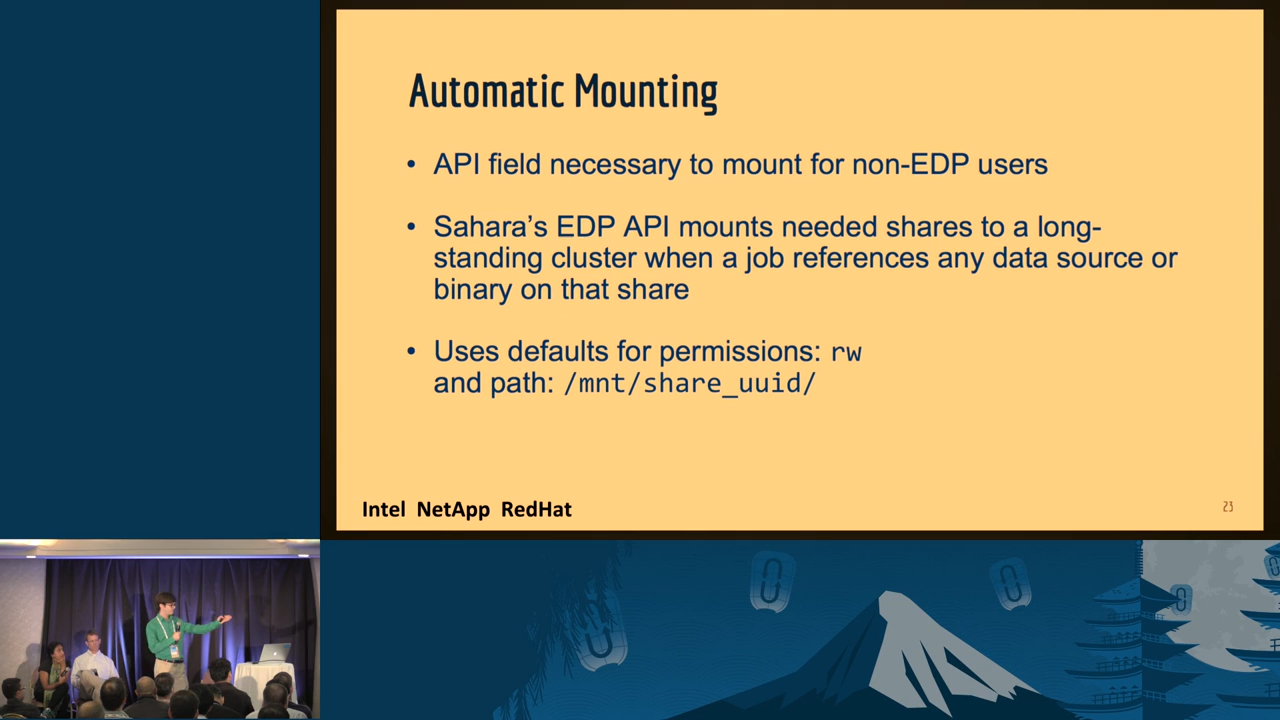 Automatic Mounting
• API field necessary to mount for non-EDP users
• Sahara’s EDP API mounts needed shares to a long-
standing cluster when a job references any data source or
binary on that share
• Uses defaults for permissions: rw
and path: /mnt/share_uuid/
Intel NetApp RedHat
23